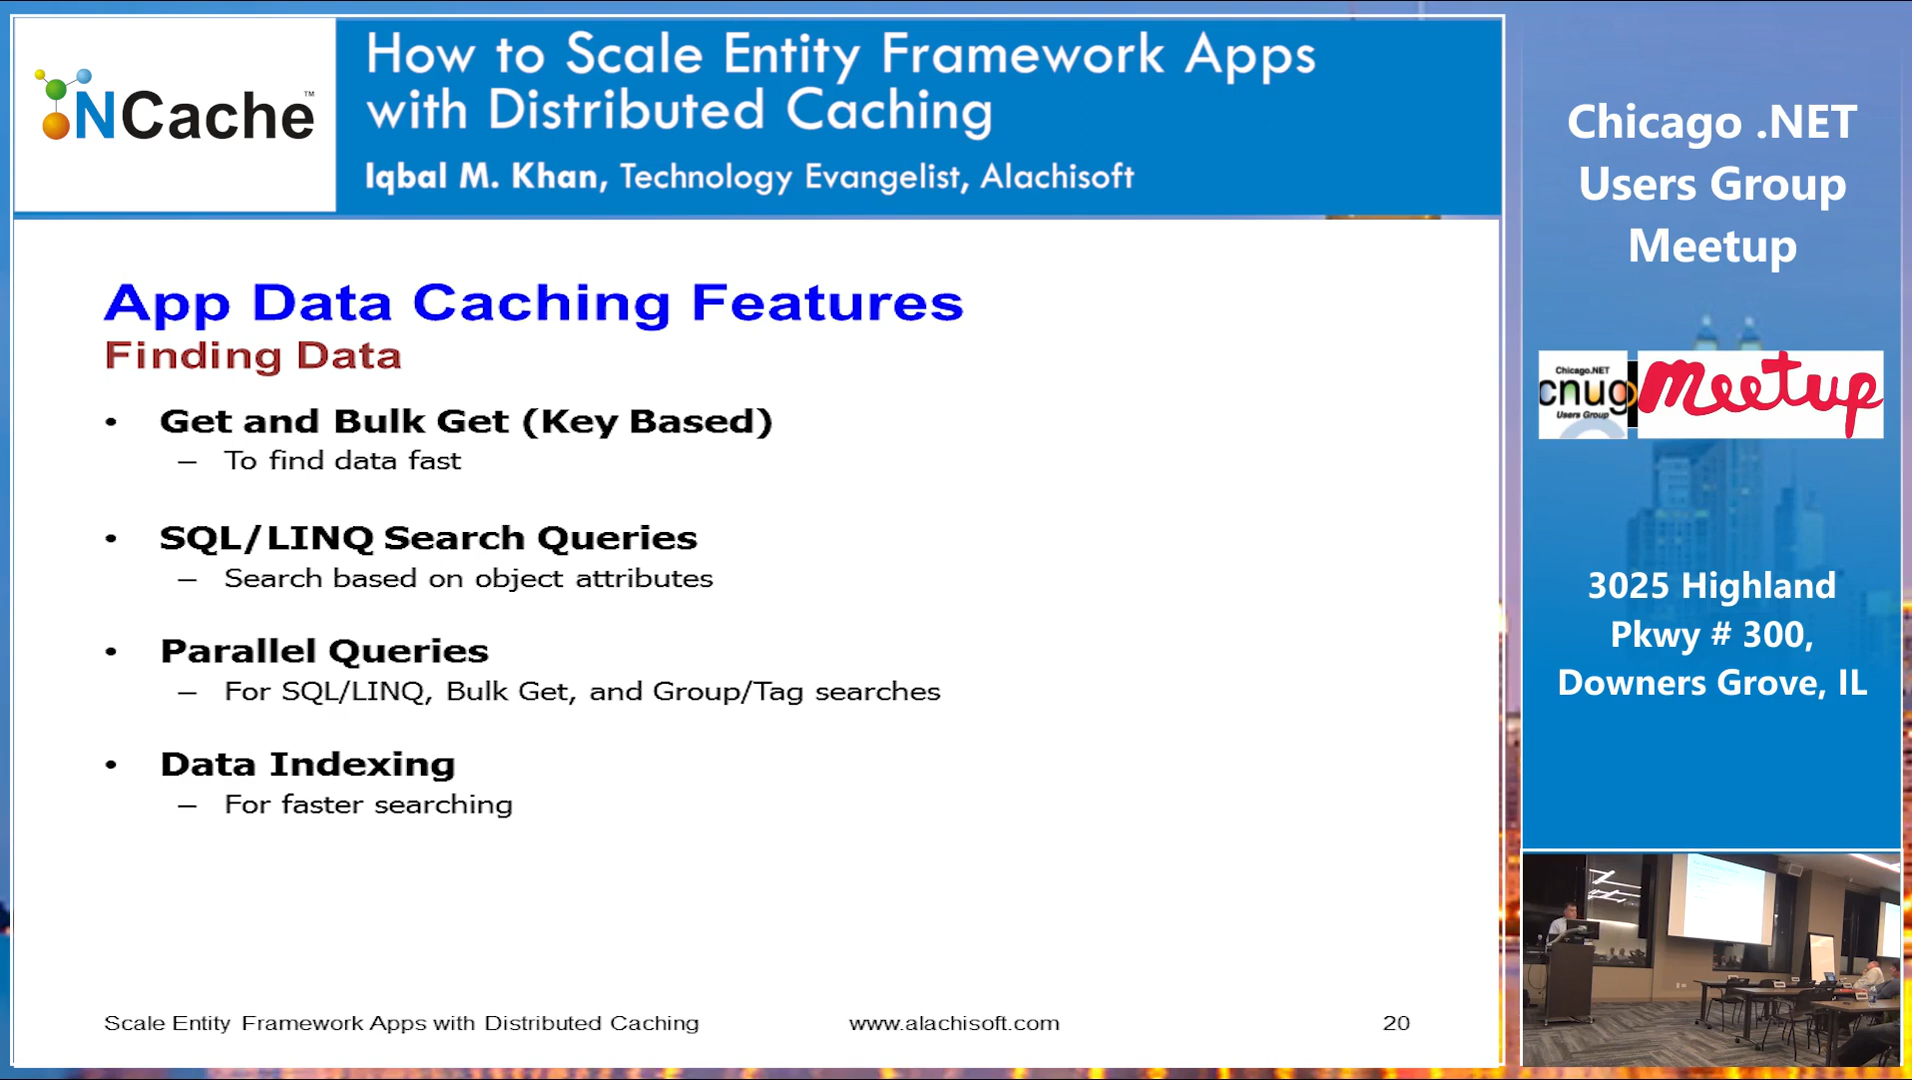 NCache™
How to Scale Entity Framework Apps
with Distributed Caching
Iqbal M. Khan, Technology Evangelist, Alachisoft
App Data Caching Features
Finding Data
• Get and Bulk Get (Key Based)
– To find data fast
• SQL/LINQ Search Queries
– Search based on object attributes
• Parallel Queries
– For SQL/LINQ, Bulk Get, and Group/Tag searches
• Data Indexing
– For faster searching
Scale Entity Framework Apps with Distributed Caching
www.alachisoft.com
20
Chicago .NET
Users Group
Meetup
Chicago.NET
cnug
Users Group
meetup
3025 Highland
Pkwy # 300,
Downers Grove, IL